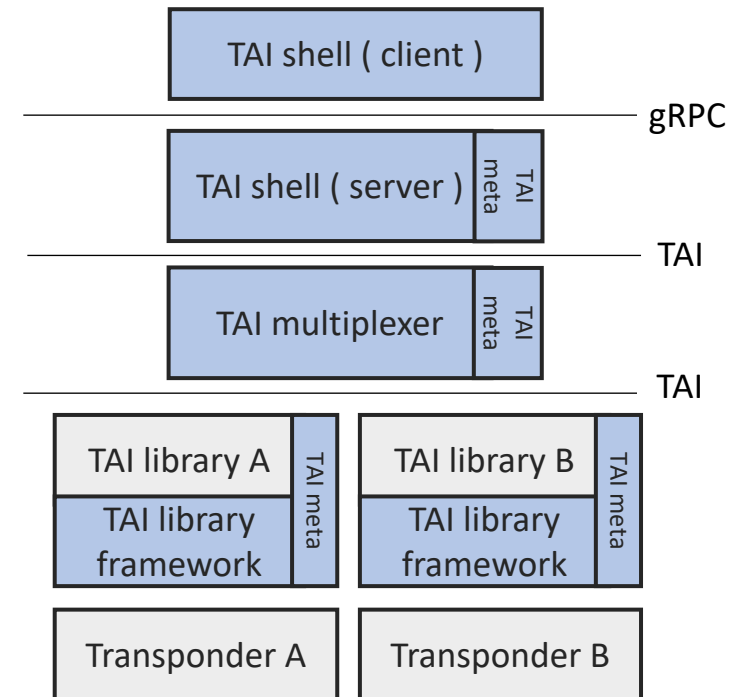 TAI shell ( client )
gRPC
TAI shell ( server )
TAI
meta
TAI
TAI multiplexer
TAI
meta
TAI
TAI library A
TAI library
framework
TAI meta
TAI library B
TAI library
framework
TAI meta
Transponder A
Transponder B